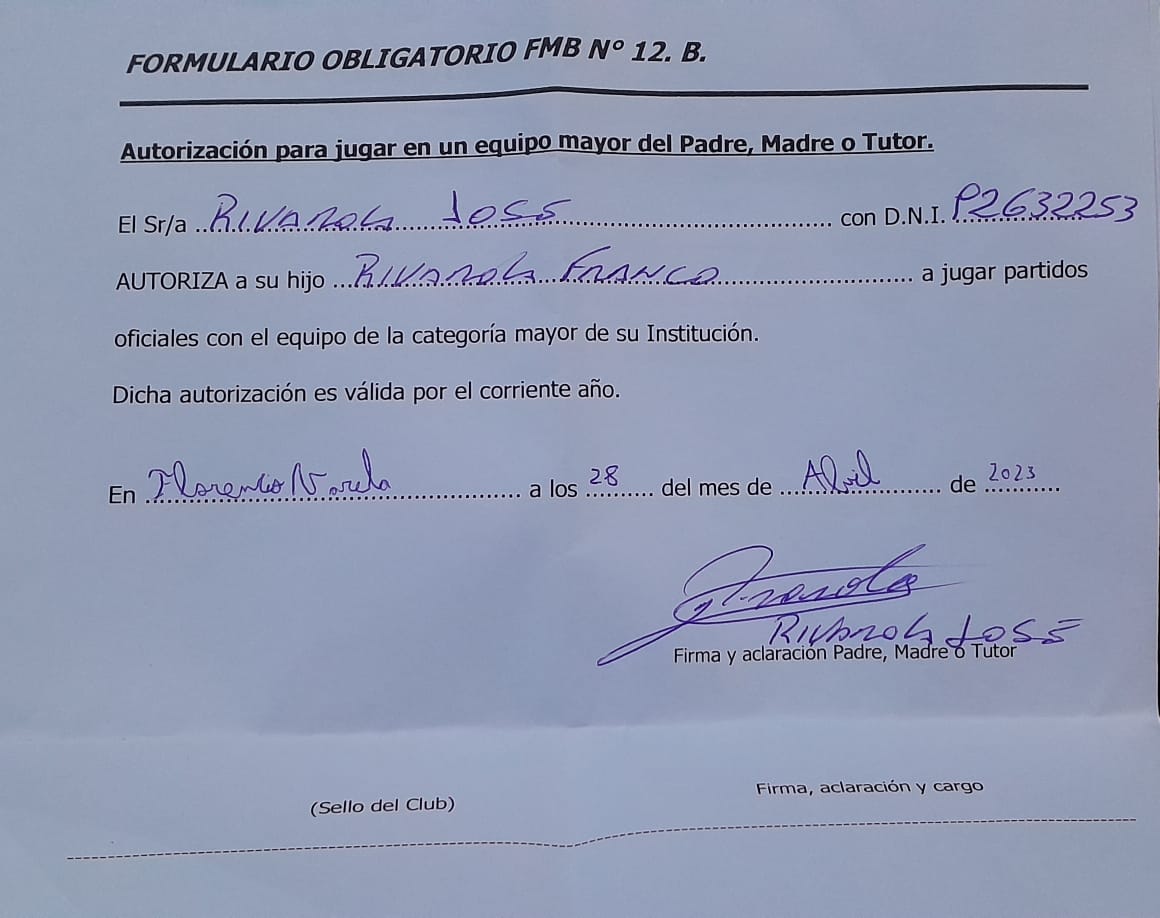 FORMULARIO OBLIGATORIO FMB Nº 12. B.
Autorización para jugar en un equipo mayor del Padre, Madre o Tutor.
El Sr/a ..RIVAROLA JOSE.......... con D.N.I. P2632253
AUTORIZA a su hijo ...RIVAROLA FRANCO.......... a jugar partidos
oficiales con el equipo de la categoría mayor de su Institución.
Dicha autorización es válida por el corriente año.
En Florencio Varela.......... a los 28 del mes de Abril de 2023
RIVAROLA JOSE
Firma y aclaración Padre, Madre o Tutor
Firma, aclaración y cargo
(Sello del Club)